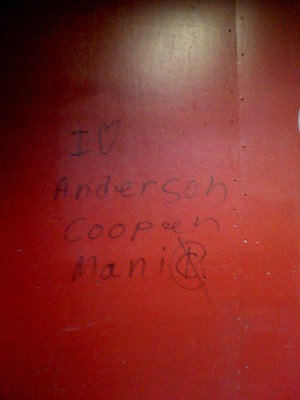 I ♡
Anderson
Cooper
Mani